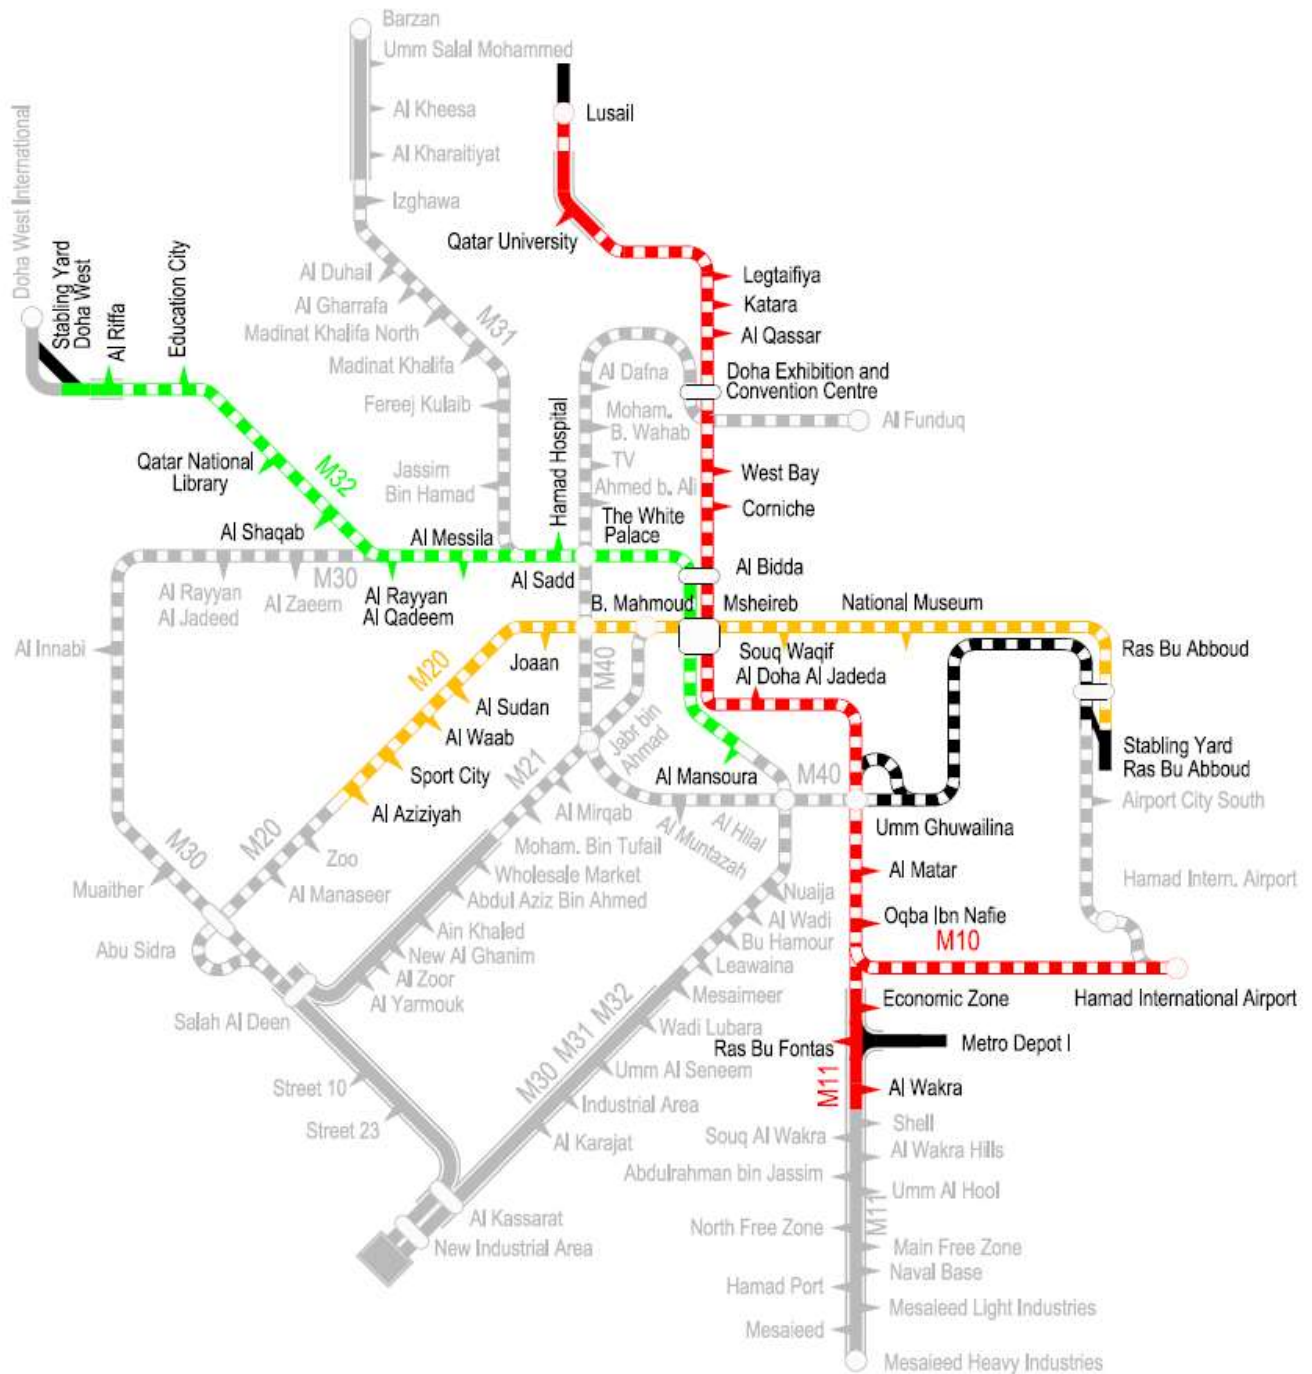 Barzan
Umm Salal Mohammed
Al Kheesa
Al Kharaitiyat
Izghawa
Lusail
Qatar University
Doha West International
Stabling Yard
Doha West
Al Riffa
Education City
Al Duhail
Al Gharrafa
Madinat Khalifa North
Madinat Khalifa
Fereej Kulaib
Jassim
Bin Hamad
M31
Legtaifiya
Katara
Al Qassar
Doha Exhibition and
Convention Centre
Al Funduq
Al Dafna
Moham.
B. Wahab
TV
Ahmed b. Ali
The White
Palace
Hamad Hospital
West Bay
Corniche
Al Bidda
Qatar National
Library
M32
Al Shaqab
Al Messila
Al Sadd
M30
Al Rayyan
Al Jadeed
Al Zaeem
Al Rayyan
Al Qadeem
B. Mahmoud
Msheireb
National Museum
Souq Waqif
Ras Bu Abboud
Al Innabi
M20
Joaan
M40
Al Doha Al Jadeda
Al Sudan
Al Waab
Sport City
Al Aziziyah
Jabr bin
Ahmad
Al Mansoura
M40
Stabling Yard
Ras Bu Abboud
Airport City South
M21
Al Mirqab
Al Muntazah
Al Hilal
Umm Ghuwailina
M30
M20
Zoo
Al Manaseer
Muaither
Moham. Bin Tufail
Wholesale Market
Abdul Aziz Bin Ahmed
Ain Khaled
New Al Ghanim
Al Zoor
Al Yarmouk
Nuaija
Al Wadi
Bu Hamour
Leawaina
Mesaimeer
Wadi Lubara
Umm Al Seneem
Industrial Area
Al Karajat
Al Matar
Hamad Intern. Airport
Oqba Ibn Nafie
M10
Abu Sidra
Salah Al Deen
Economic Zone
Hamad International Airport
M30 M31 M32
Ras Bu Fontas
Metro Depot I
M11
Al Wakra
Street 10
Street 23
Shell
Souq Al Wakra
Al Wakra Hills
Abdulrahman bin Jassim
Umm Al Hool
M11
North Free Zone
Al Kassarat
New Industrial Area
Main Free Zone
Naval Base
Hamad Port
Mesaieed Light Industries
Mesaieed
Mesaieed Heavy Industries